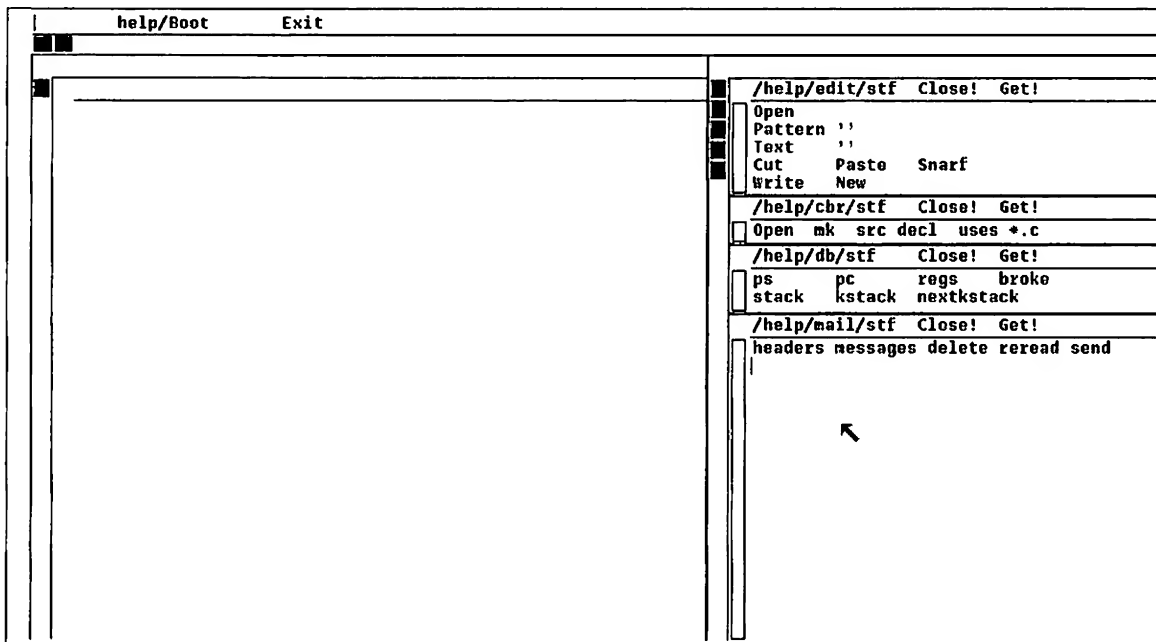 help/Boot Exit
/help/edit/stf Close! Get!
Open
Pattern ''
Text ''
Cut Paste Snarf
Write New
/help/cbr/stf Close! Get!
Open mk src decl uses *.c
/help/db/stf Close! Get!
ps pc regs broke
stack kstack nextkstack
/help/mail/stf Close! Get!
headers messages delete reread send